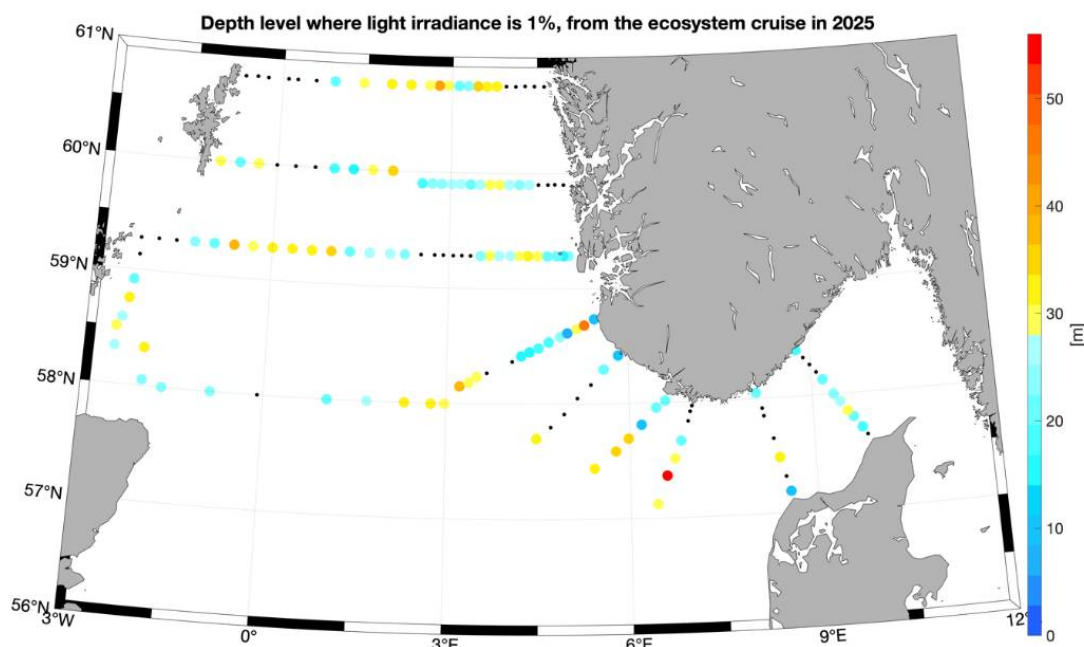 Depth level where light irradiance is 1%, from the ecosystem cruise in 2025
61°N
60°N
59°N
58°N
57°N
56°N
3°W
0°
3°E
6°E
9°E
12°
50
40
30
20
10
0
[m]